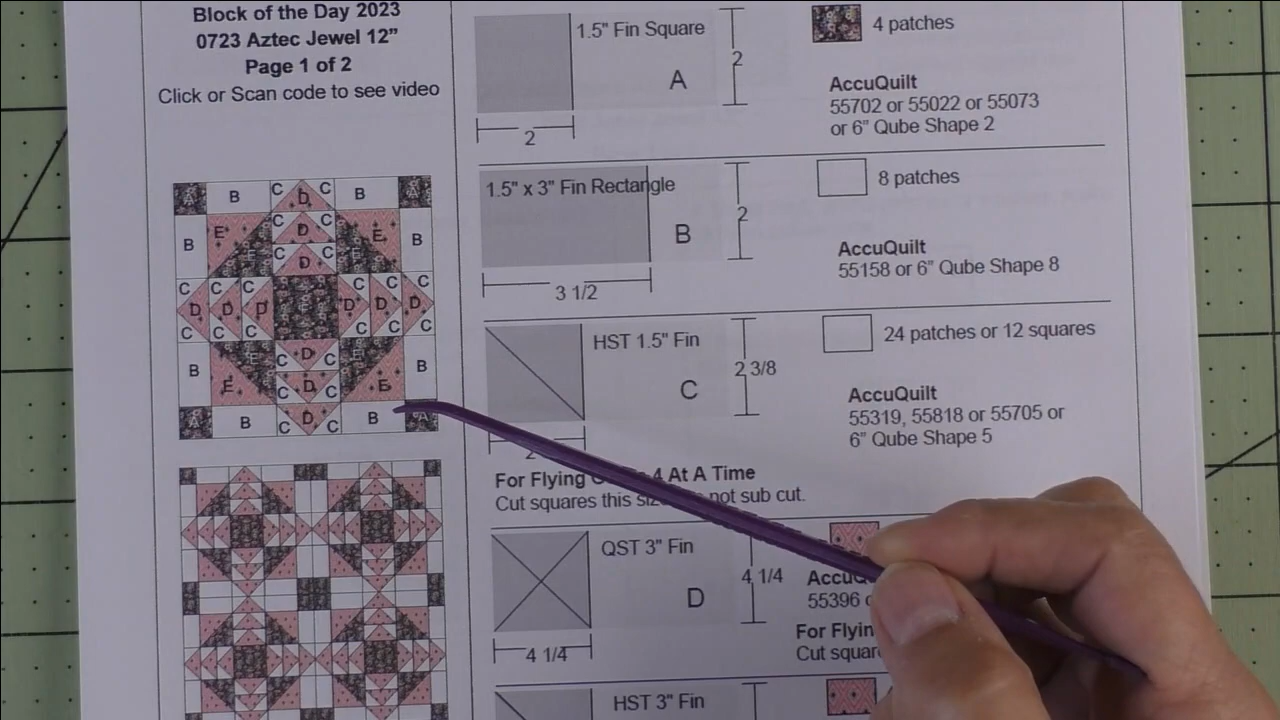 Block of the Day 2023
0723 Aztec Jewel 12”
Page 1 of 2
Click or Scan code to see video
A B C D C B A
B E C D C E B
C D C
C C C C C C
D D D D D D
C C C C C C
B E C D C E B
E C D C E
A B C D C B A
1.5" Fin Square
A
2
2
4 patches
AccuQuilt
55702 or 55022 or 55073
or 6” Qube Shape 2
1.5" x 3" Fin Rectangle
B
2
3 1/2
8 patches
AccuQuilt
55158 or 6” Qube Shape 8
HST 1.5" Fin
C
2 3/8
24 patches or 12 squares
AccuQuilt
55319, 55818 or 55705 or
6” Qube Shape 5
For Flying 4 At A Time
Cut squares this not sub cut.
QST 3" Fin
D
4 1/4
4 1/4
55396
For
Cut
HST 3" Fin